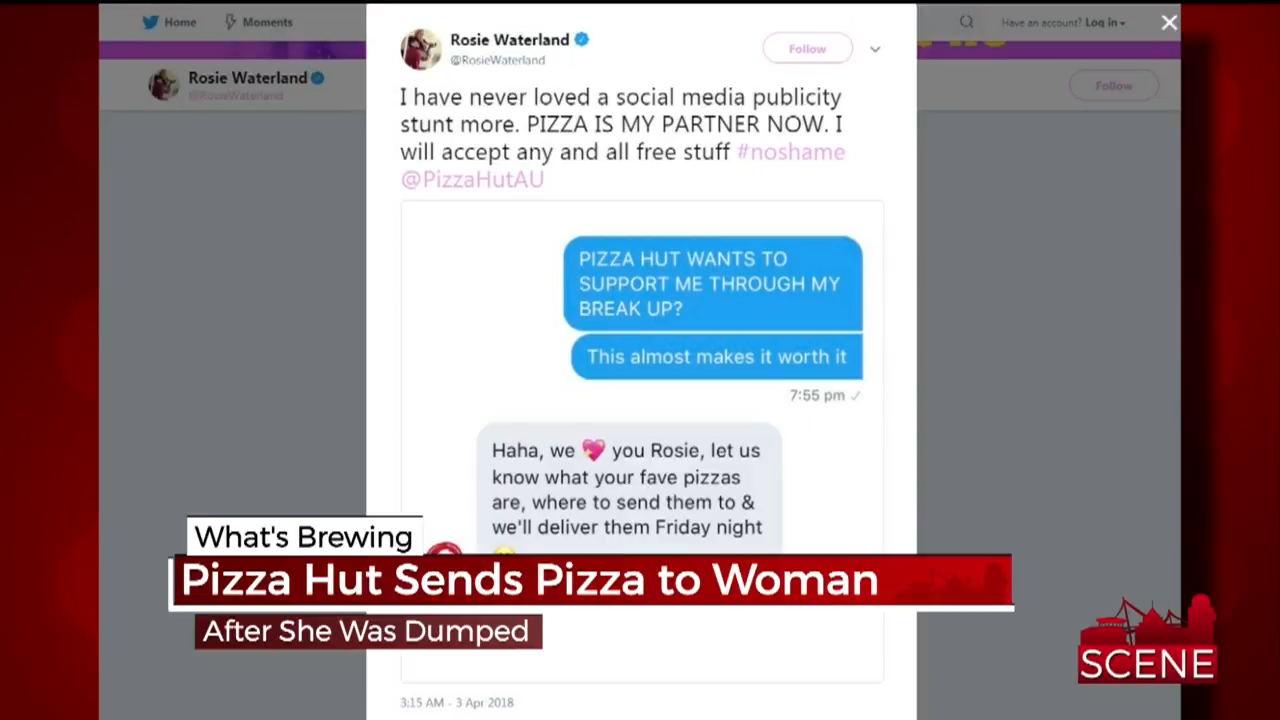 Home
Moments
Have an account? Log in
Rosie Waterland
@RosieWaterland
Follow
Rosie Waterland
@RosieWaterland
Follow
I have never loved a social media publicity
stunt more. PIZZA IS MY PARTNER NOW. I
will accept any and all free stuff #noshame
@PizzaHutAU
PIZZA HUT WANTS TO
SUPPORT ME THROUGH MY
BREAK UP?
This almost makes it worth it
7:55 pm
Haha, we 💖 you Rosie, let us
know what your fave pizzas
are, where to send them to &
we'll deliver them Friday night
What's Brewing
Pizza Hut Sends Pizza to Woman
After She Was Dumped
SCENE
3:15 AM - 3 Apr 2018